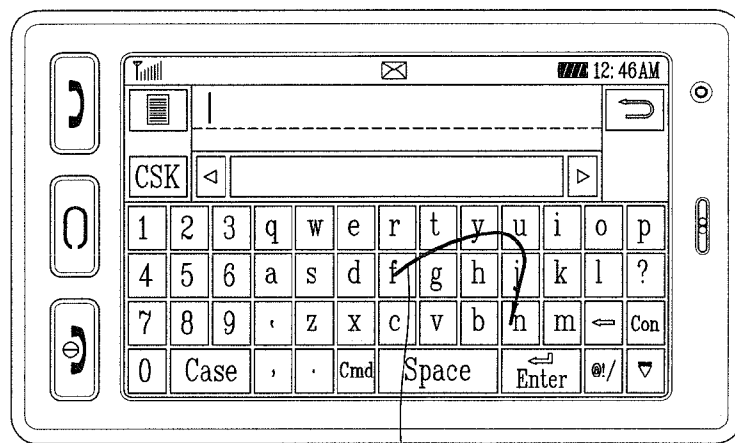 12:46AM
CSK
1 2 3 q w e r t y u i o p
4 5 6 a s d f g h j k l ?
7 8 9 ‘ z x c v b n m ⇦ Con
0 Case , . Cmd Space Enter @!/